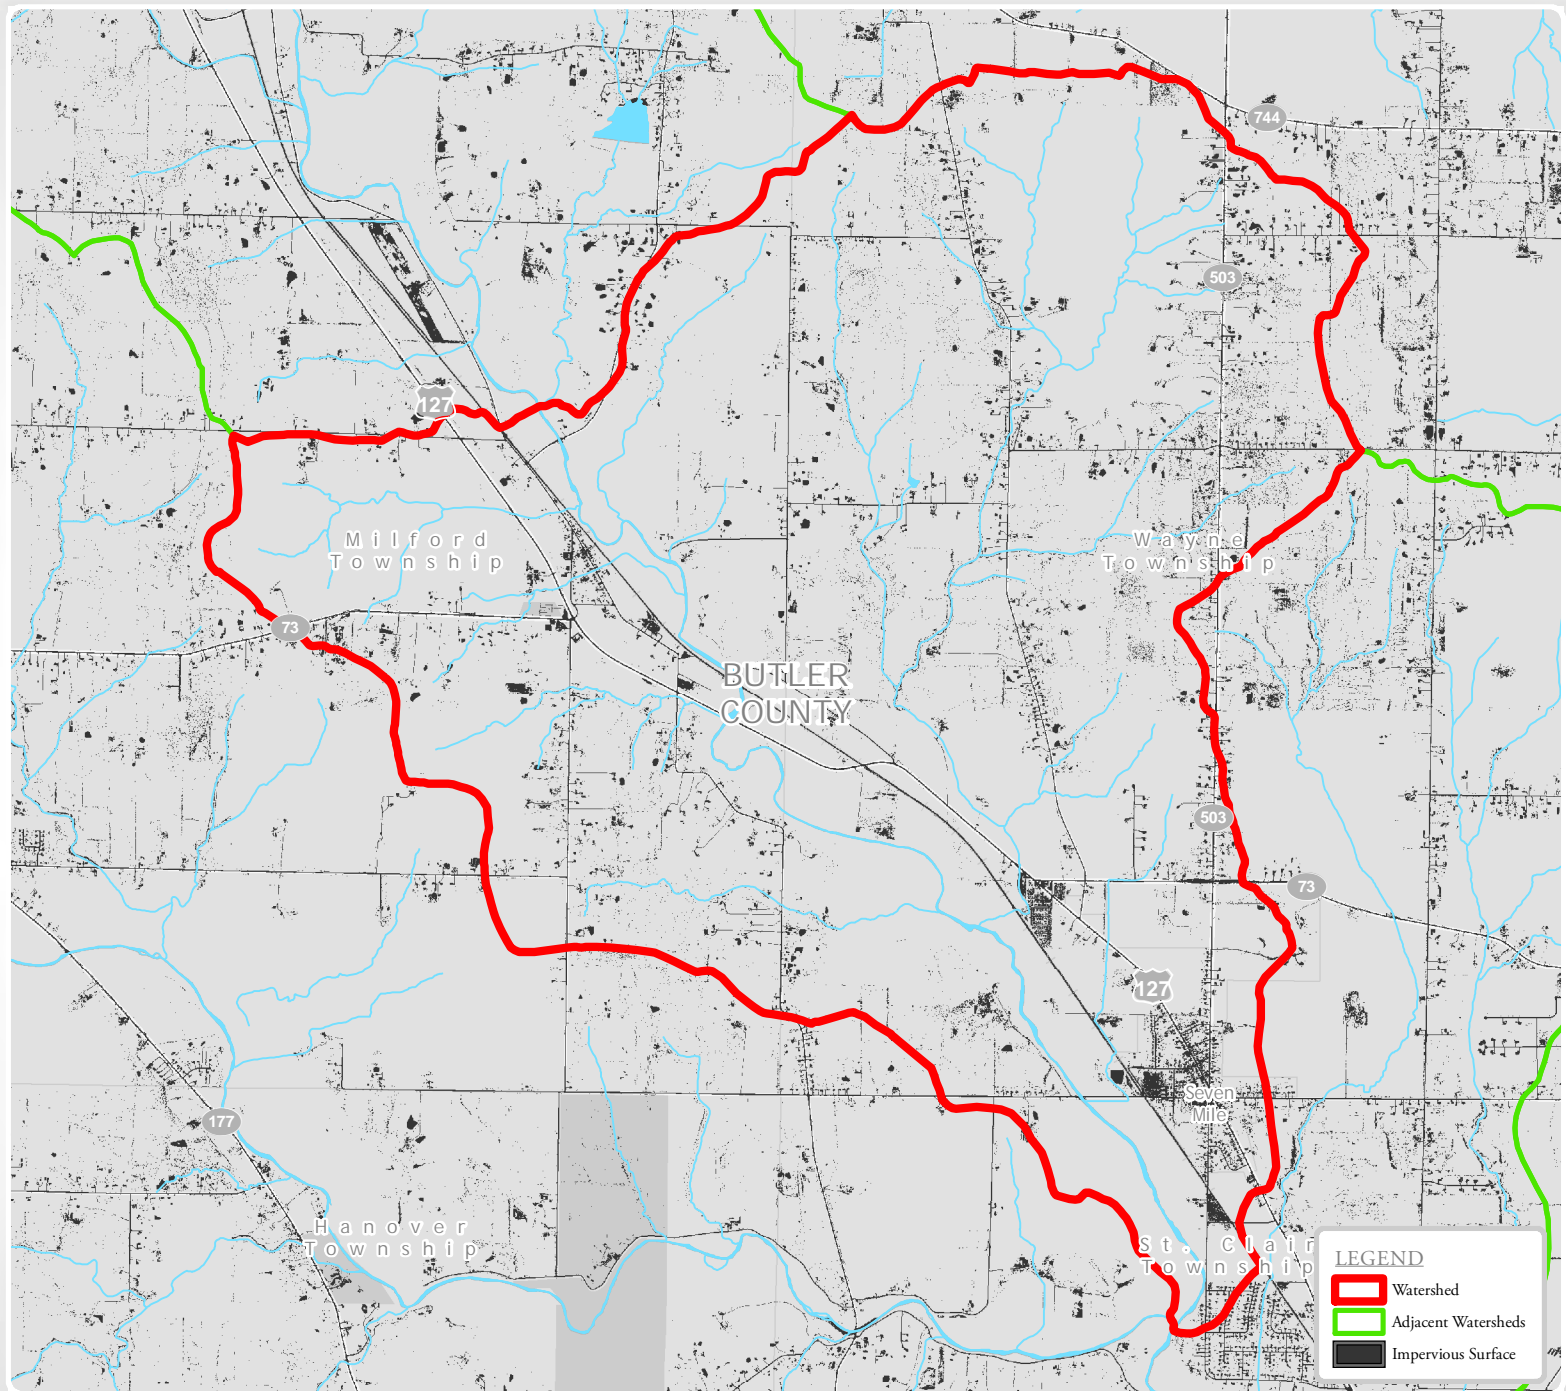 744
503
127
Milford
Township
Wayne
Township
73
BUTLER
COUNTY
503
73
127
Seven
Mile
177
Hanover
Township
St. Clair
Township
LEGEND
Watershed
Adjacent Watersheds
Impervious Surface